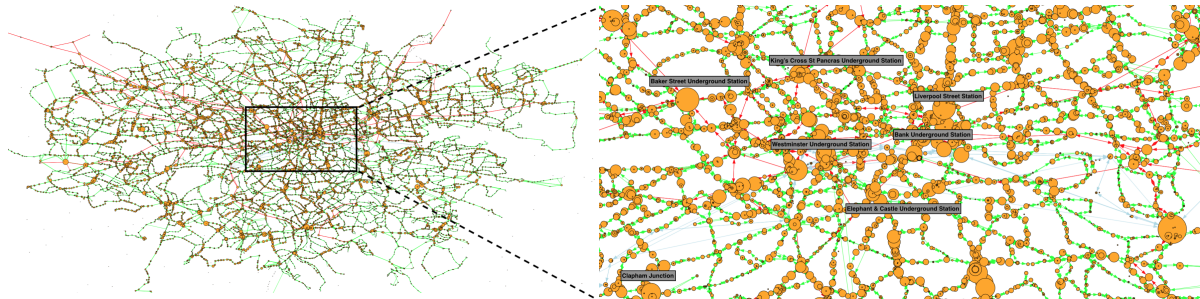 King's Cross St Pancras Underground Station
Baker Street Underground Station
Liverpool Street Station
Bank Underground Station
Westminster Underground Station
Elephant & Castle Underground Station
Clapham Junction